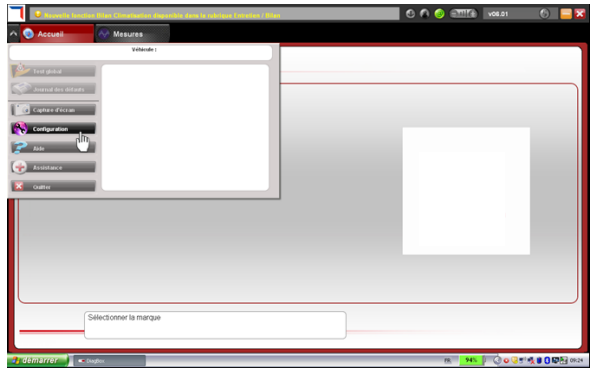 Nouvelle fonction Bilan Climatisation disponible dans la rubrique Entretien / Bilan
v08.01
Accueil
Mesures
Véhicule :
Test global
Journal des défauts
Capture d'écran
Configuration
Aide
Assistance
Quitter
Sélectionner la marque
démarrer
94%
09:24